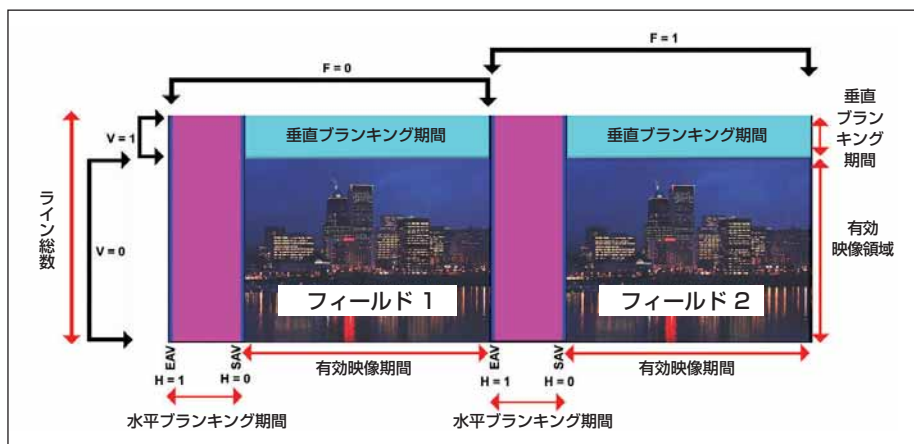 F = 0
F = 1
V = 1
V = 0
ライン総数
垂直ブランキング期間
垂直ブランキング期間
垂直
ブラン
キング
期間
有効
映像領域
フィールド 1
フィールド 2
EAV
H = 1
SAV
H = 0
有効映像期間
EAV
H = 1
SAV
H = 0
有効映像期間
水平ブランキング期間
水平ブランキング期間